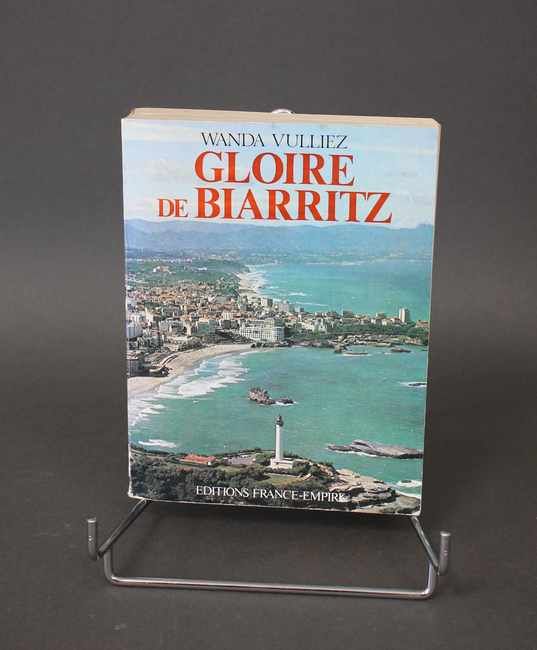 WANDA VULLIEZ
GLOIRE
DE BIARRITZ
EDITIONS FRANCE-EMPIRE